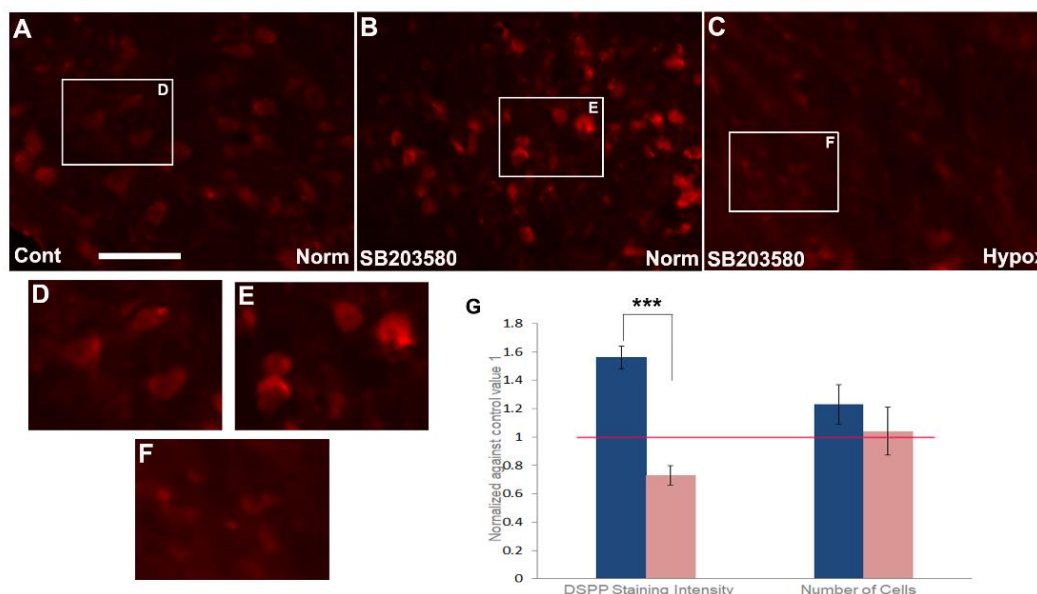 A
D
Cont
Norm
B
E
SB203580
Norm
C
F
SB203580
Hypox
D
E
F
G
***
Normalized against control value 1
1.8
1.6
1.4
1.2
1
0.8
0.6
0.4
0.2
0
DSPP Staining Intensity
Number of Cells